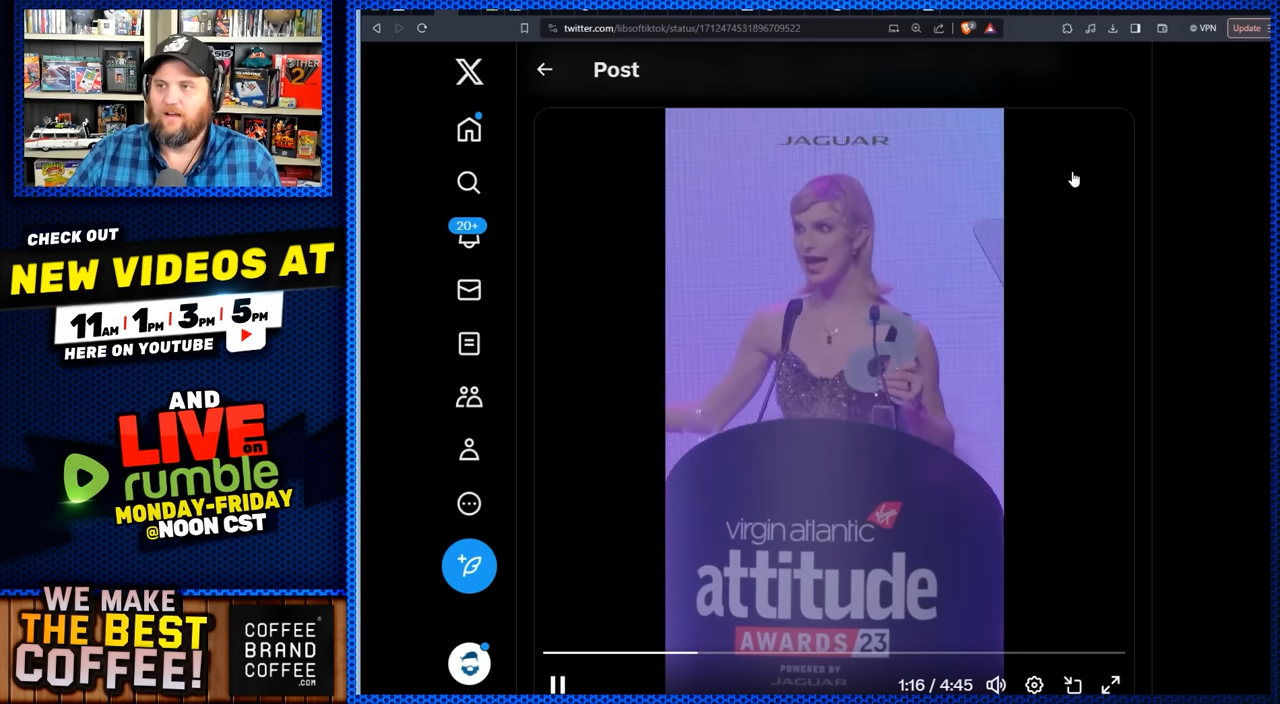 CHECK OUT
NEW VIDEOS AT
11AM | 1PM | 3PM | 5PM
HERE ON YOUTUBE
AND
LIVE on
rumble
MONDAY-FRIDAY
@NOON CST
WE MAKE
THE BEST
COFFEE!
COFFEE
BRAND
COFFEE
.COM
twitter.com/libsoftiktok/status/1712474531896709522
VPN
Update
X
Post
20+
JAGUAR
a
virgin atlantic
Virgin
attitude
AWARDS 23
POWERED BY
JAGUAR
1:16 / 4:45